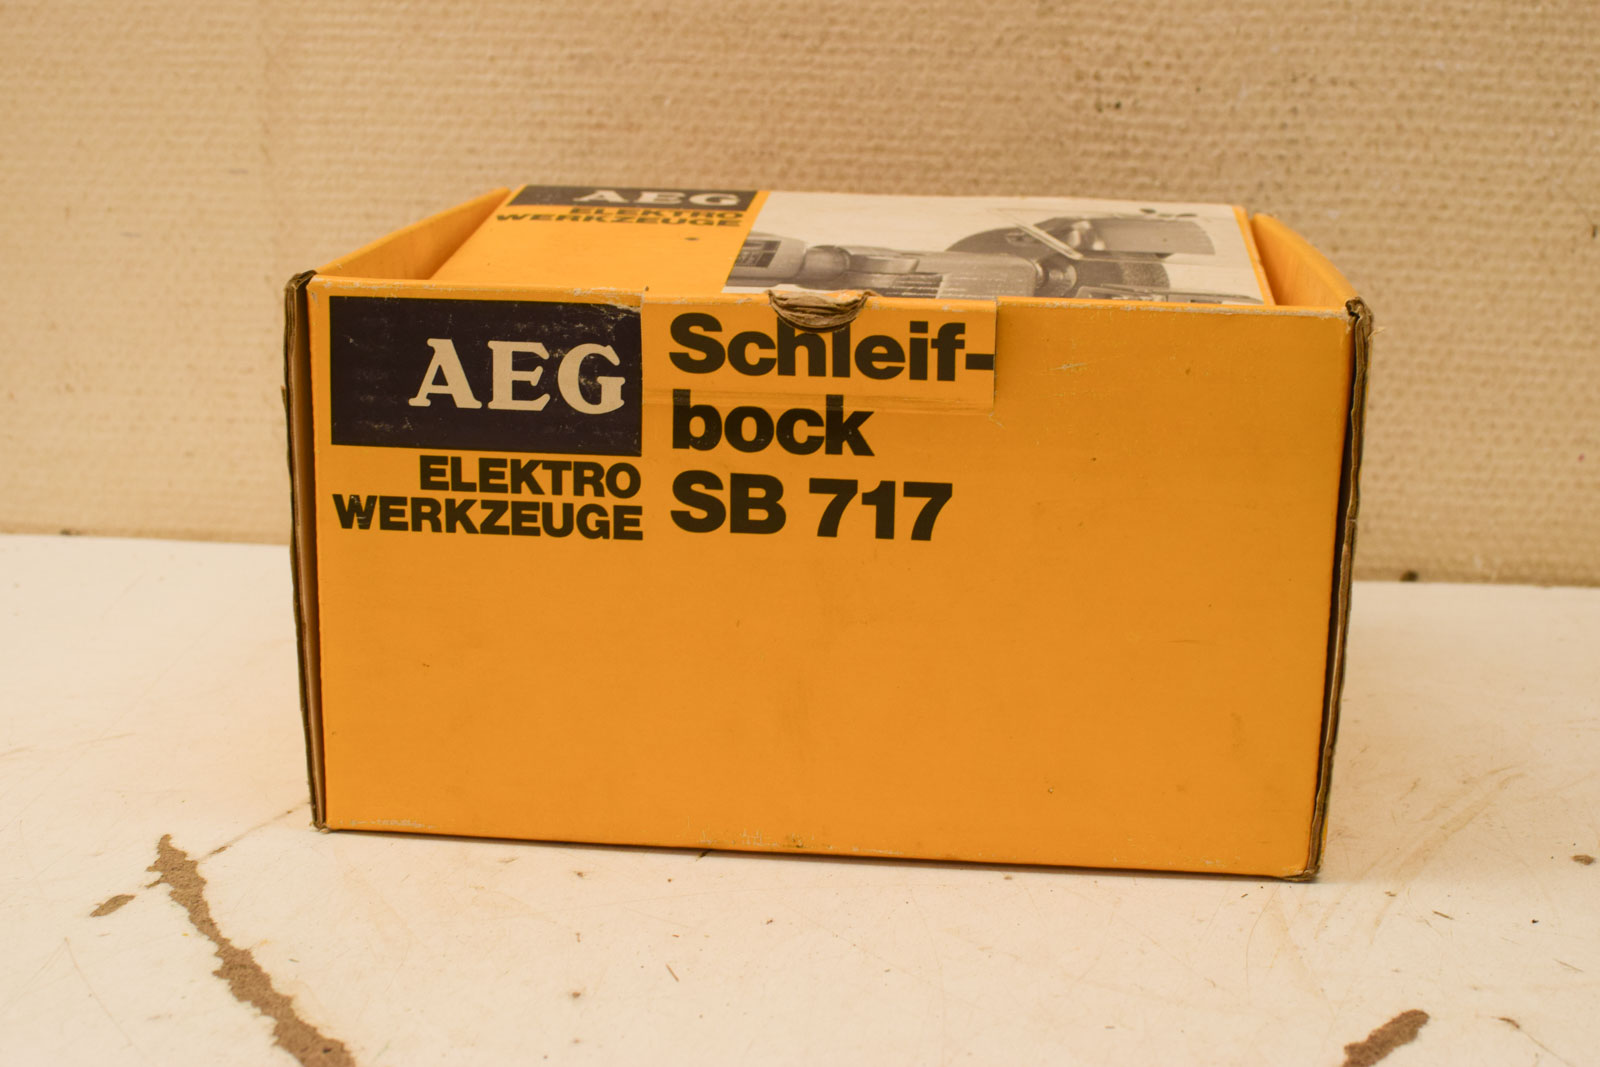 AEG
ELEKTRO
WERKZEUGE
AEG
ELEKTRO
WERKZEUGE
Schleif-
bock
SB 717